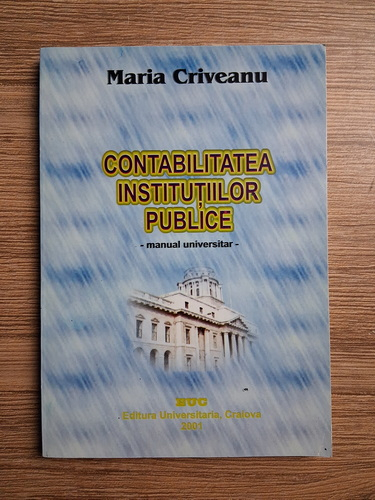 Maria Criveanu
CONTABILITATEA
INSTITUȚIILOR
PUBLICE
- manual universitar -
EUC
Editura Universitaria, Craiova
2001